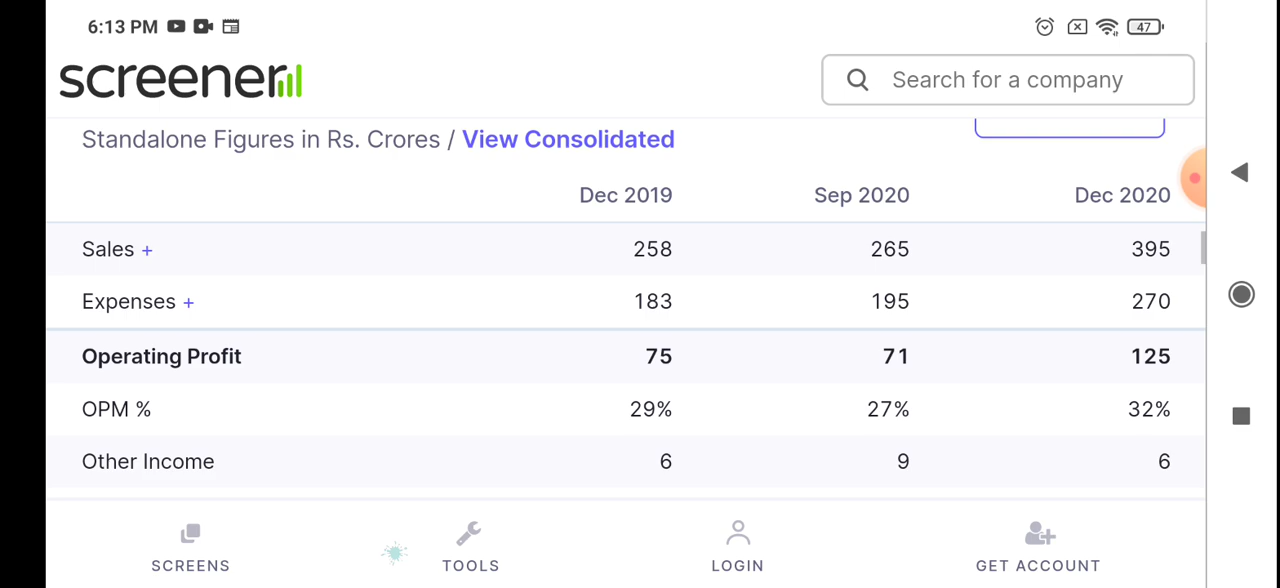 6:13 PM 47
screener
Search for a company
Standalone Figures in Rs. Crores / View Consolidated
Dec 2019 Sep 2020 Dec 2020
Sales + 258 265 395
Expenses + 183 195 270
Operating Profit 75 71 125
OPM % 29% 27% 32%
Other Income 6 9 6
SCREENS TOOLS LOGIN GET ACCOUNT